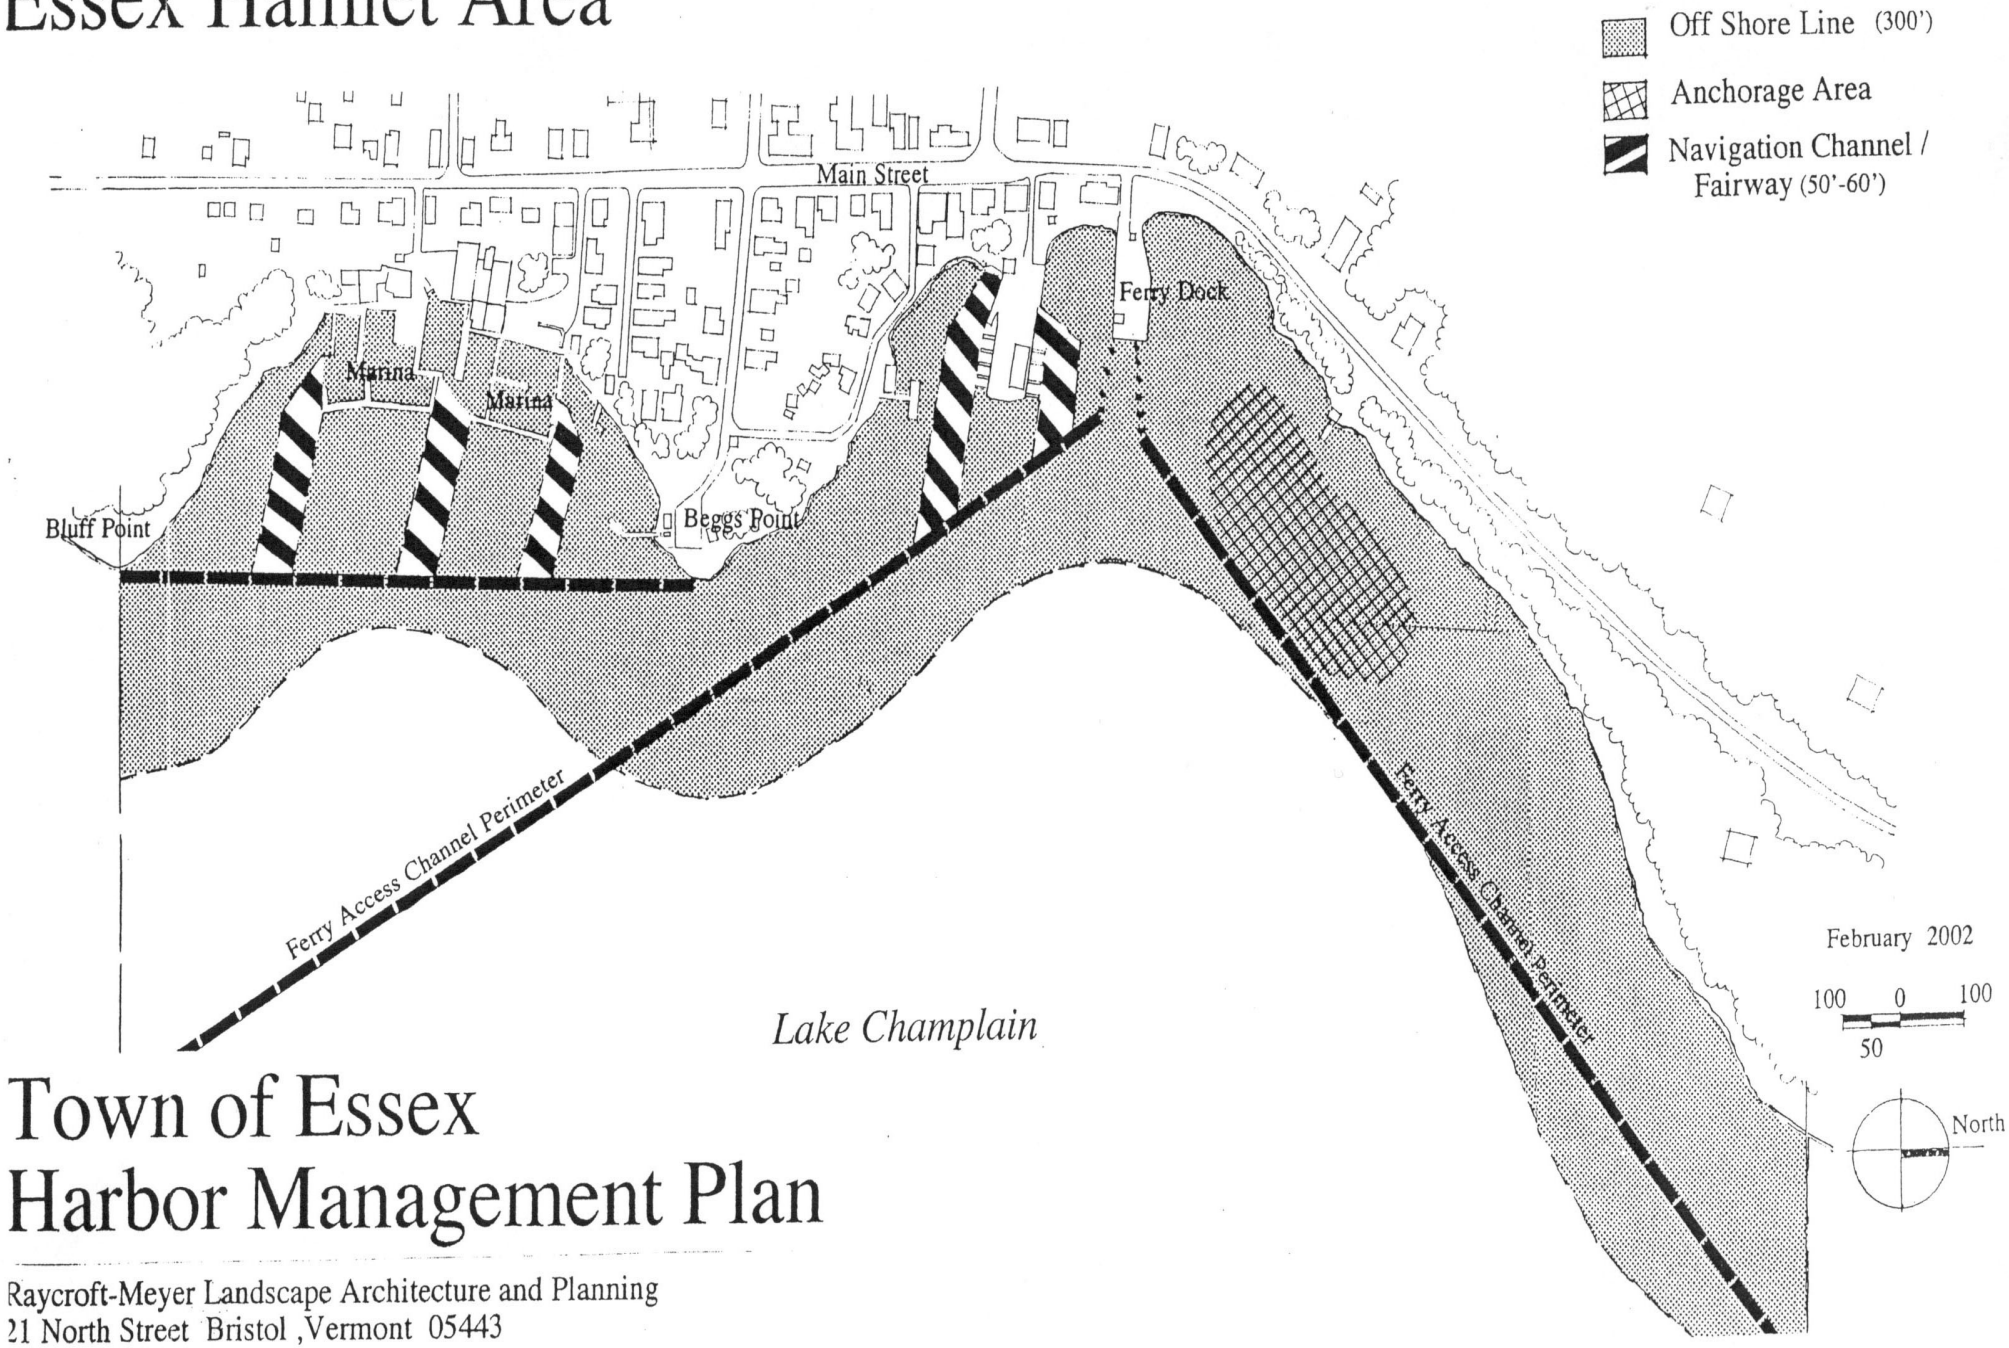 Essex Hamlet Area
Off Shore Line (300')
Anchorage Area
Navigation Channel /
Fairway (50'-60')
Main Street
Ferry Dock
Marina
Marina
Bluff Point
Beggs Point
Ferry Access Channel Perimeter
Ferry Access Channel Perimeter
February 2002
100 0 100
50
Lake Champlain
North
Town of Essex
Harbor Management Plan
Raycroft-Meyer Landscape Architecture and Planning
21 North Street Bristol ,Vermont 05443